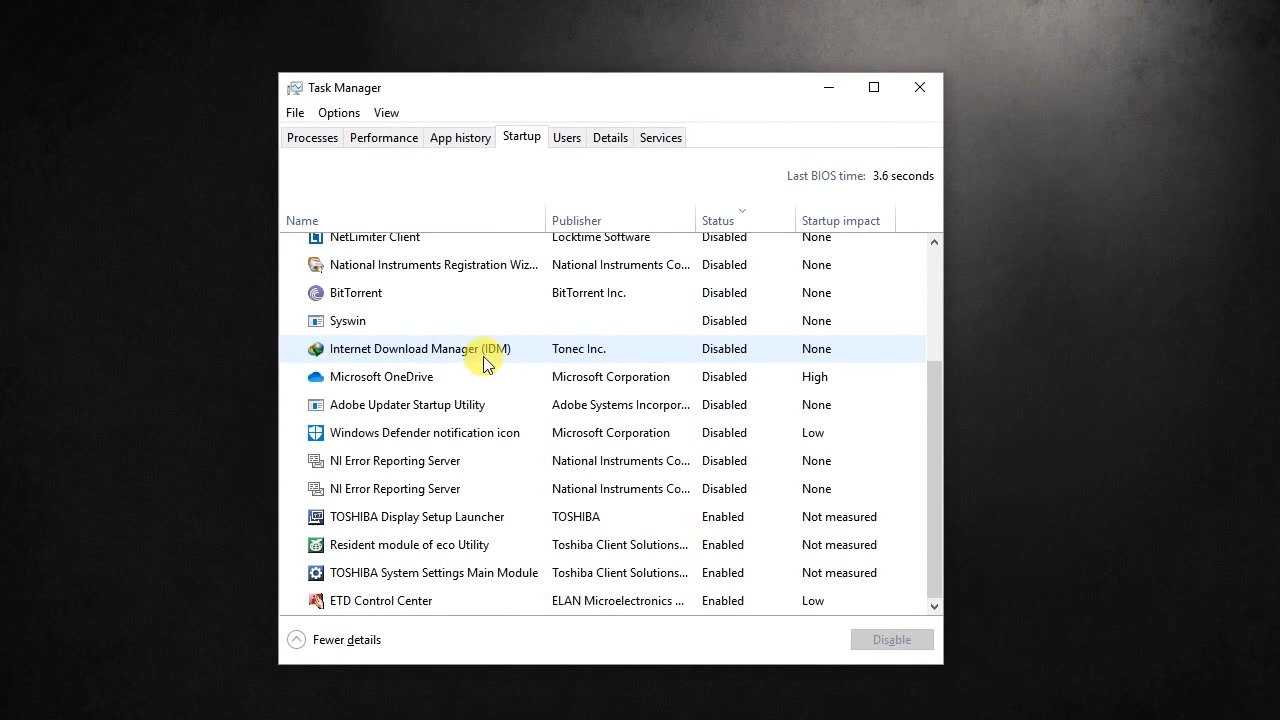 Task Manager
File Options View
Processes Performance App history Startup Users Details Services
Last BIOS time: 3.6 seconds
Name Publisher Status Startup impact
NetLimiter Client Locktime Software Disabled None
National Instruments Registration Wiz... National Instruments Co... Disabled None
BitTorrent BitTorrent Inc. Disabled None
Syswin Disabled None
Internet Download Manager (IDM) Tonec Inc. Disabled None
Microsoft OneDrive Microsoft Corporation Disabled High
Adobe Updater Startup Utility Adobe Systems Incorpor... Disabled None
Windows Defender notification icon Microsoft Corporation Disabled Low
NI Error Reporting Server National Instruments Co... Disabled None
NI Error Reporting Server National Instruments Co... Disabled None
TOSHIBA Display Setup Launcher TOSHIBA Enabled Not measured
Resident module of eco Utility Toshiba Client Solutions... Enabled Not measured
TOSHIBA System Settings Main Module Toshiba Client Solutions... Enabled Not measured
ETD Control Center ELAN Microelectronics ... Enabled Low
Fewer details Disable